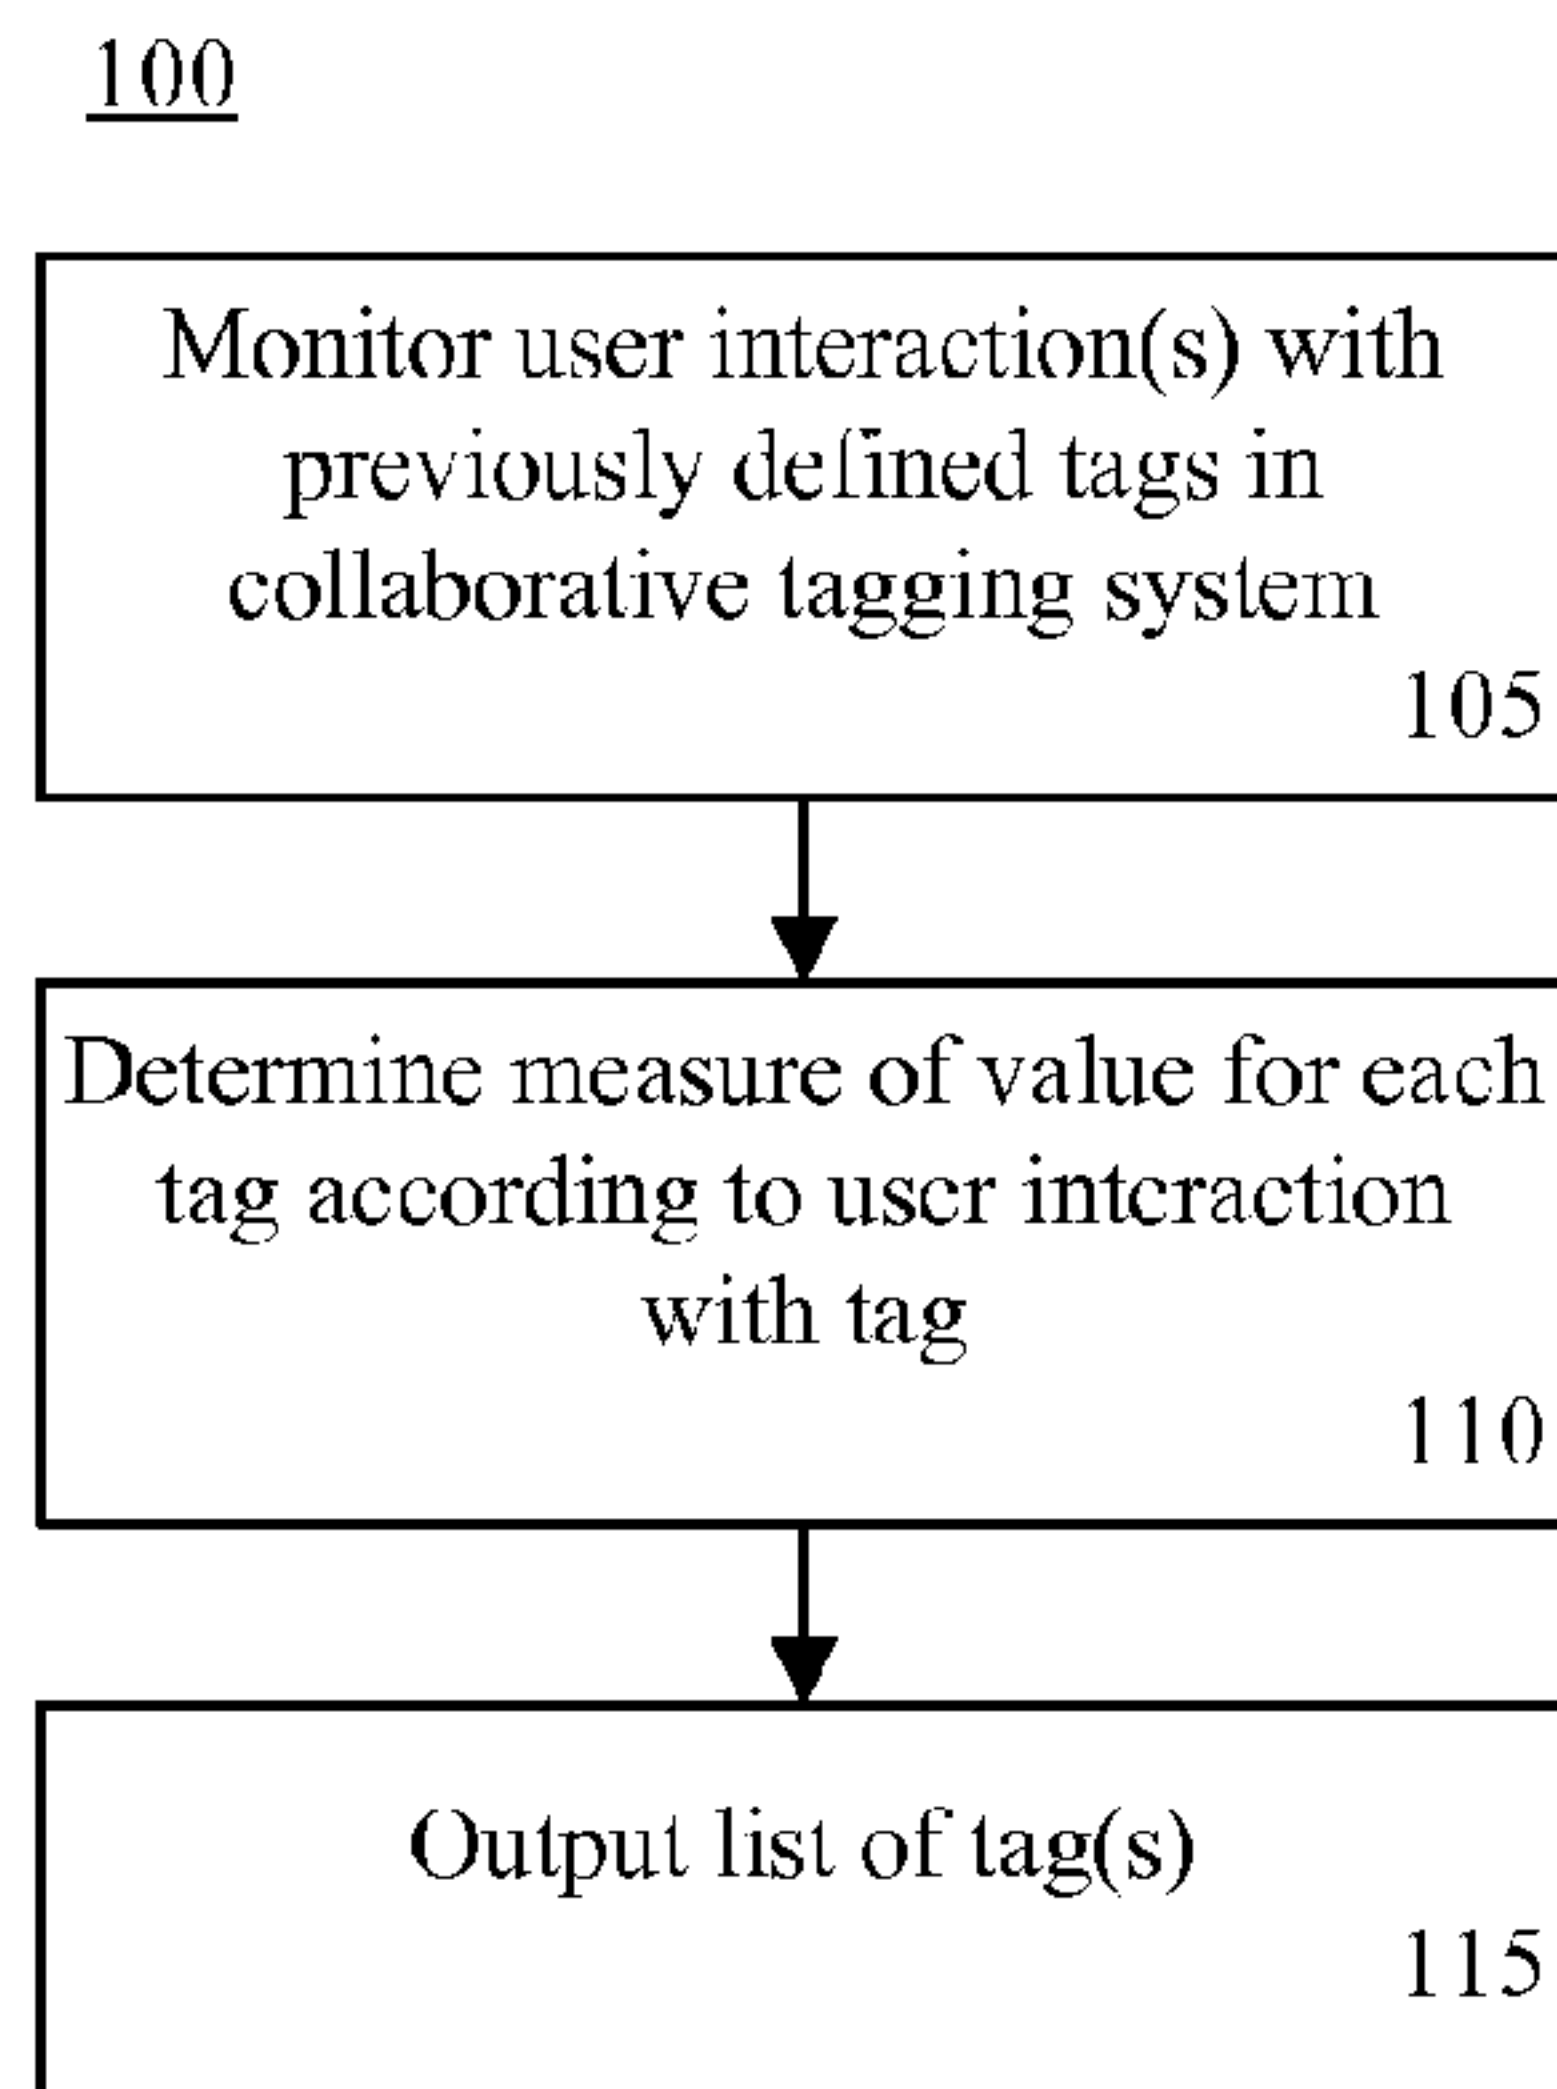 100
Monitor user interaction(s) with
previously defined tags in
collaborative tagging system
105
Determine measure of value for each
tag according to user interaction
with tag
110
Output list of tag(s)
115